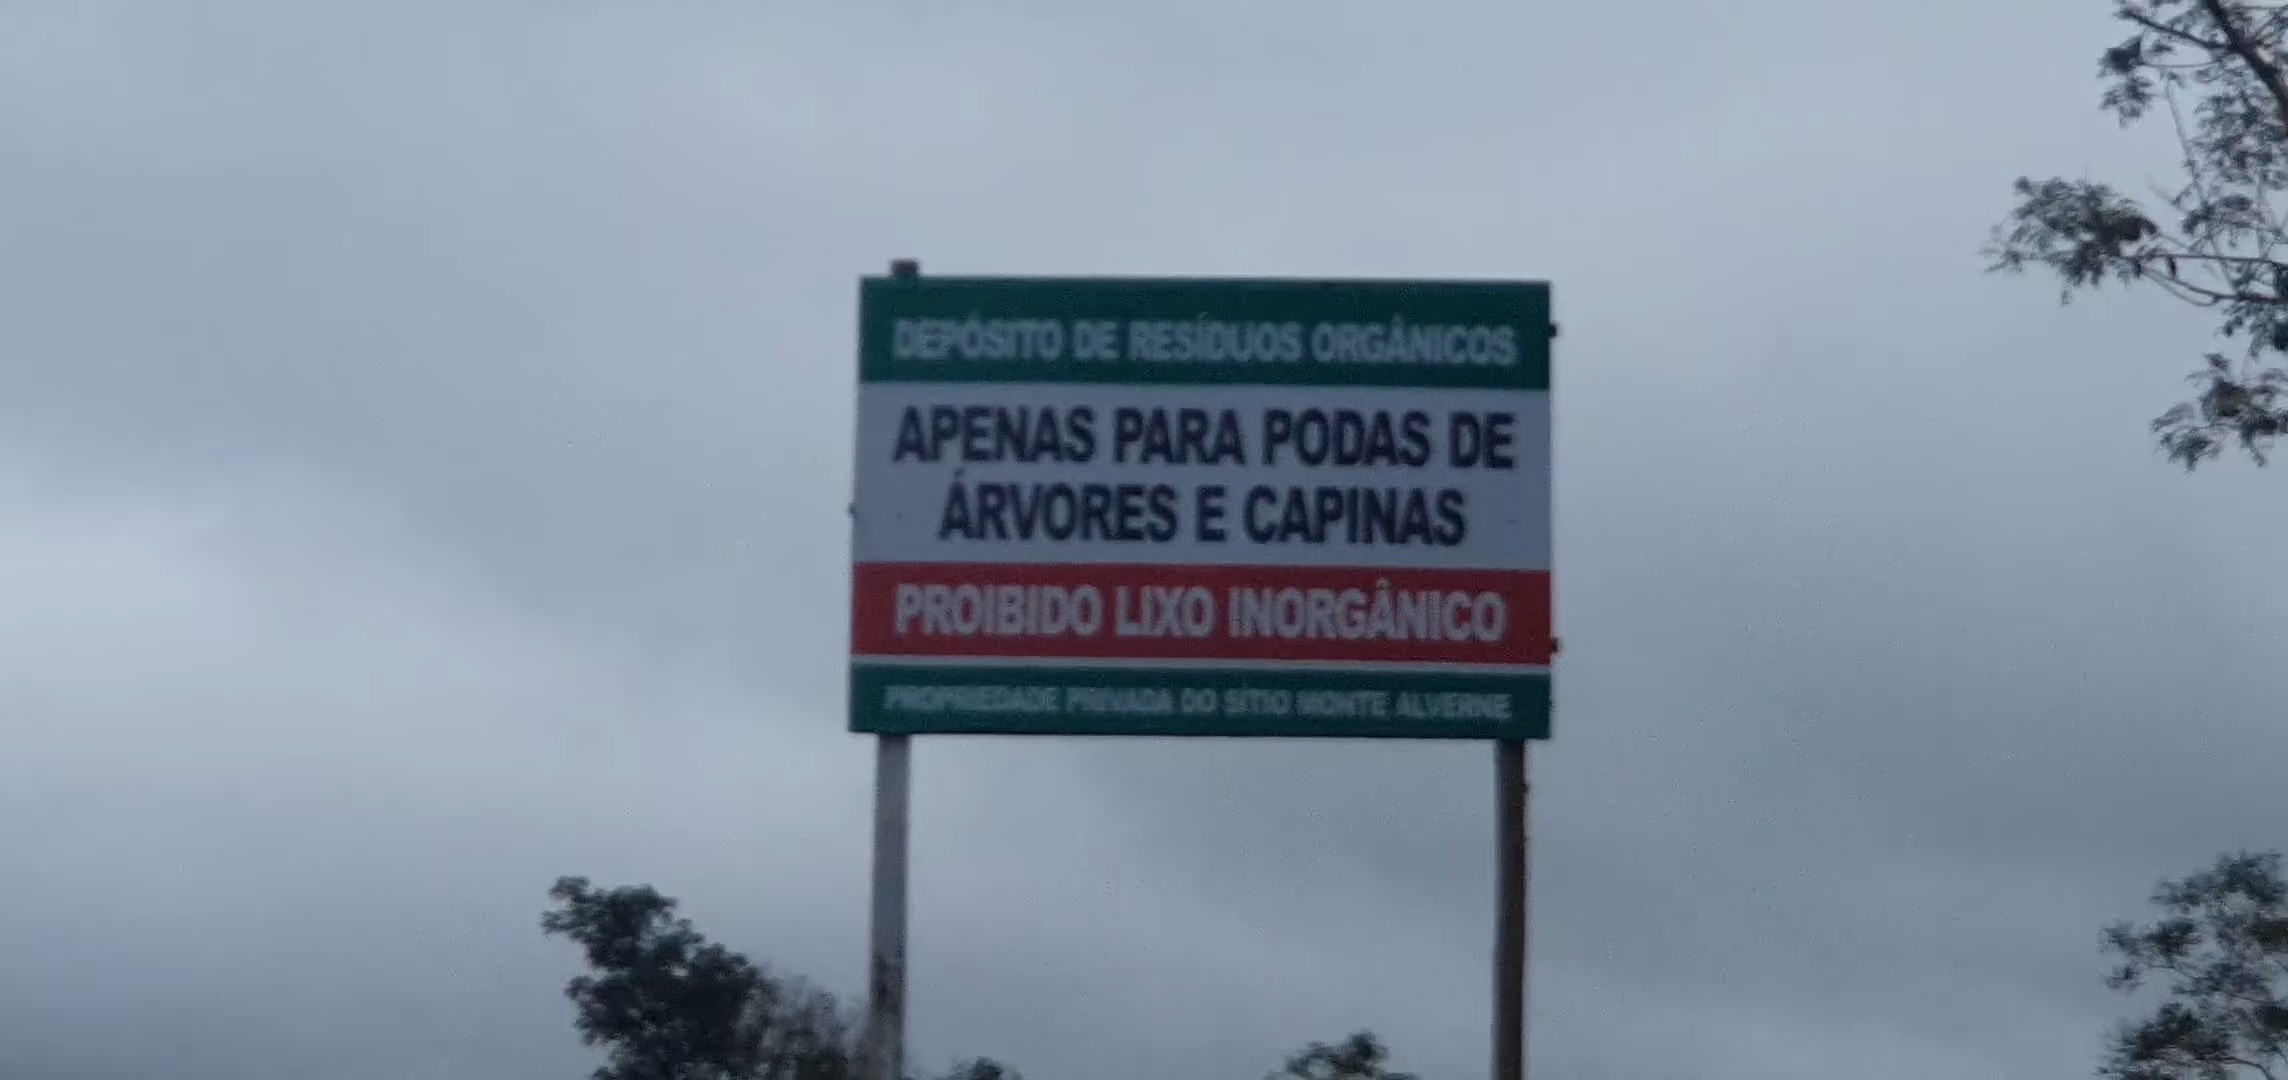 DEPÓSITO DE RESÍDUOS ORGÂNICOS
APENAS PARA PODAS DE
ÁRVORES E CAPINAS
PROIBIDO LIXO INORGÂNICO
PROPRIEDADE PRIVADA DO SÍTIO MONTE ALVERNE